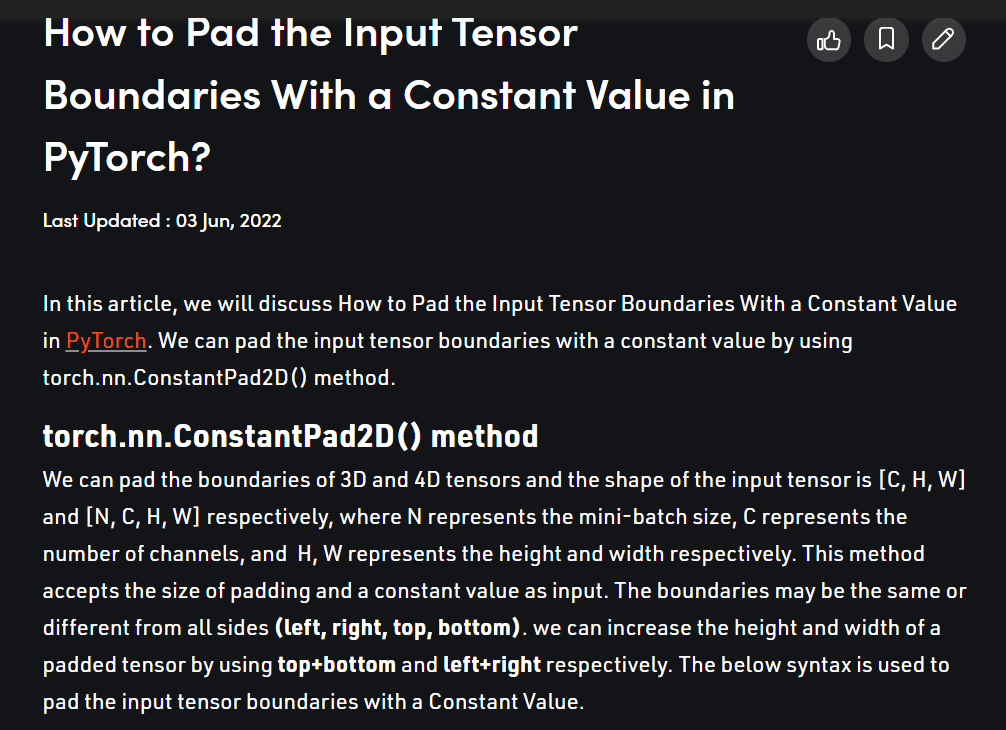 How to Pad the Input Tensor
Boundaries With a Constant Value in
PyTorch?
Last Updated : 03 Jun, 2022
In this article, we will discuss How to Pad the Input Tensor Boundaries With a Constant Value
in PyTorch. We can pad the input tensor boundaries with a constant value by using
torch.nn.ConstantPad2D() method.
torch.nn.ConstantPad2D() method
We can pad the boundaries of 3D and 4D tensors and the shape of the input tensor is [C, H, W]
and [N, C, H, W] respectively, where N represents the mini-batch size, C represents the
number of channels, and  H, W represents the height and width respectively. This method
accepts the size of padding and a constant value as input. The boundaries may be the same or
different from all sides (left, right, top, bottom). we can increase the height and width of a
padded tensor by using top+bottom and left+right respectively. The below syntax is used to
pad the input tensor boundaries with a Constant Value.